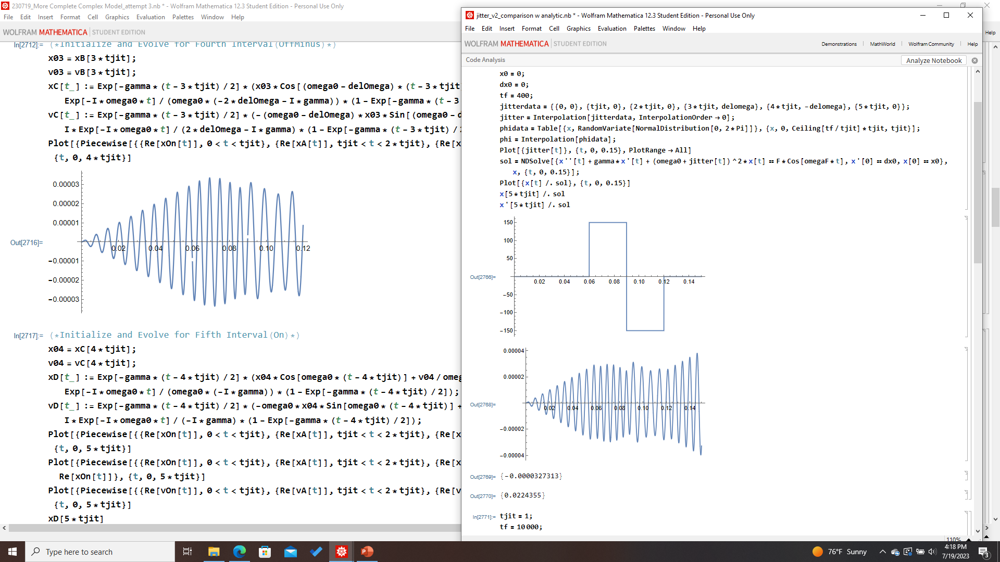 230719_More Complete Complex Model_attempt 3.nb * - Wolfram Mathematica 12.3 Student Edition - Personal Use Only
File Edit Insert Format Cell Graphics Evaluation Palettes Window Help
WOLFRAM MATHEMATICA STUDENT EDITION
In[2712]:= (*Initialize and Evolve for Fourth Interval(OffMinus)*)
x03 = xB[3*tjit];
v03 = vB[3*tjit];
xC[t_] := Exp[-gamma * (t - 3 * tjit) / 2] * (x03 * Cos[(omega0 - delOmega) * (t - 3 * tjit
Exp[-I * omega0 * t] / (omega0 * (-2 * delOmega - I * gamma)) * (1 - Exp[-gamma * (t - 3
vC[t_] := Exp[-gamma * (t - 3 * tjit) / 2] * (-(omega0 - delOmega) * x03 * Sin[(omega0 - d
I * Exp[-I * omega0 * t] / (2 * delOmega - I * gamma) * (1 - Exp[-gamma * (t - 3 * tjit) / 2
Plot[{Piecewise[{{Re[xOn[t]], 0 < t < tjit}, {Re[xA[t]], tjit < t < 2 * tjit}, {Re[x
{t, 0, 4 * tjit}]
0.00003
0.00002
0.00001
Out[2716]=
0.02 0.04 0.06 0.08 0.10 0.12
-0.00001
-0.00002
-0.00003
In[2717]:= (*Initialize and Evolve for Fifth Interval(On)*)
x04 = xC[4*tjit];
v04 = vC[4*tjit];
xD[t_] := Exp[-gamma * (t - 4 * tjit) / 2] * (x04 * Cos[omega0 * (t - 4 * tjit)] + v04 / omeg
Exp[-I * omega0 * t] / (omega0 * (-I * gamma)) * (1 - Exp[-gamma * (t - 4 * tjit) / 2]);
vD[t_] := Exp[-gamma * (t - 4 * tjit) / 2] * (-omega0 * x04 * Sin[omega0 * (t - 4 * tjit)] +
I * Exp[-I * omega0 * t] / (-I * gamma) * (1 - Exp[-gamma * (t - 4 * tjit) / 2]);
Plot[{Piecewise[{{Re[xOn[t]], 0 < t < tjit}, {Re[xA[t]], tjit < t < 2 * tjit}, {Re[x
{t, 0, 5 * tjit}]
Plot[{Piecewise[{{Re[xOn[t]], 0 < t < tjit}, {Re[xA[t]], tjit < t < 2 * tjit}, {Re[x
Re[xOn[t]]}, {t, 0, 5 * tjit}]
Plot[{Piecewise[{{Re[vOn[t]], 0 < t < tjit}, {Re[vA[t]], tjit < t < 2 * tjit}, {Re[v
{t, 0, 5 * tjit}]
xD[5 * tjit]
jitter_v2_comparison w analytic.nb * - Wolfram Mathematica 12.3 Student Edition - Personal Use Only
File Edit Insert Format Cell Graphics Evaluation Palettes Window Help
Help
WOLFRAM MATHEMATICA STUDENT EDITION
Demonstrations MathWorld Wolfram Community Help
Code Analysis
Analyze Notebook
x0 = 0;
dx0 = 0;
tf = 400;
jitterdata = {{0, 0}, {tjit, 0}, {2 * tjit, 0}, {3 * tjit, delomega}, {4 * tjit, -delomega}, {5 * tjit, 0}};
jitter = Interpolation[jitterdata, InterpolationOrder → 0];
phidata = Table[{x, RandomVariate[NormalDistribution[0, 2 * Pi]]}, {x, 0, Ceiling[tf / tjit] * tjit, tjit}];
phi = Interpolation[phidata];
Plot[{jitter[t]}, {t, 0, 0.15}, PlotRange → All]
sol = NDSolve[{x''[t] + gamma * x'[t] + (omega0 + jitter[t]) ^2 * x[t] == F * Cos[omegaF * t], x'[0] == dx0, x[0] == x0},
x, {t, 0, 0.15}];
Plot[{x[t] /. sol}, {t, 0, 0.15}]
x[5 * tjit] /. sol
x'[5 * tjit] /. sol
150
100
50
Out[2766]=
0.02 0.04 0.06 0.08 0.10 0.12 0.14
-50
-100
-150
0.00004
0.00002
Out[2768]=
0.02 0.04 0.06 0.08 0.10 0.12 0.14
-0.00002
-0.00004
Out[2769]= {-0.0000327313}
Out[2770]= {0.0224355}
In[2771]:= tjit = 1;
tf = 10000;
110%
Type here to search
76°F Sunny
4:18 PM
7/19/2023
3